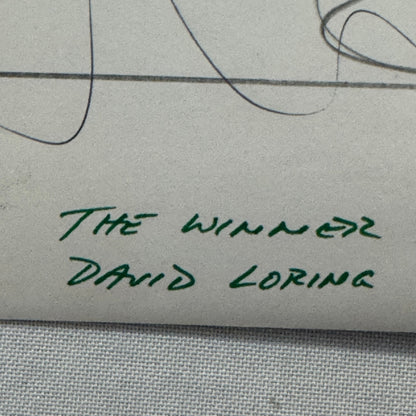 THE WINNER
DAVID LORING